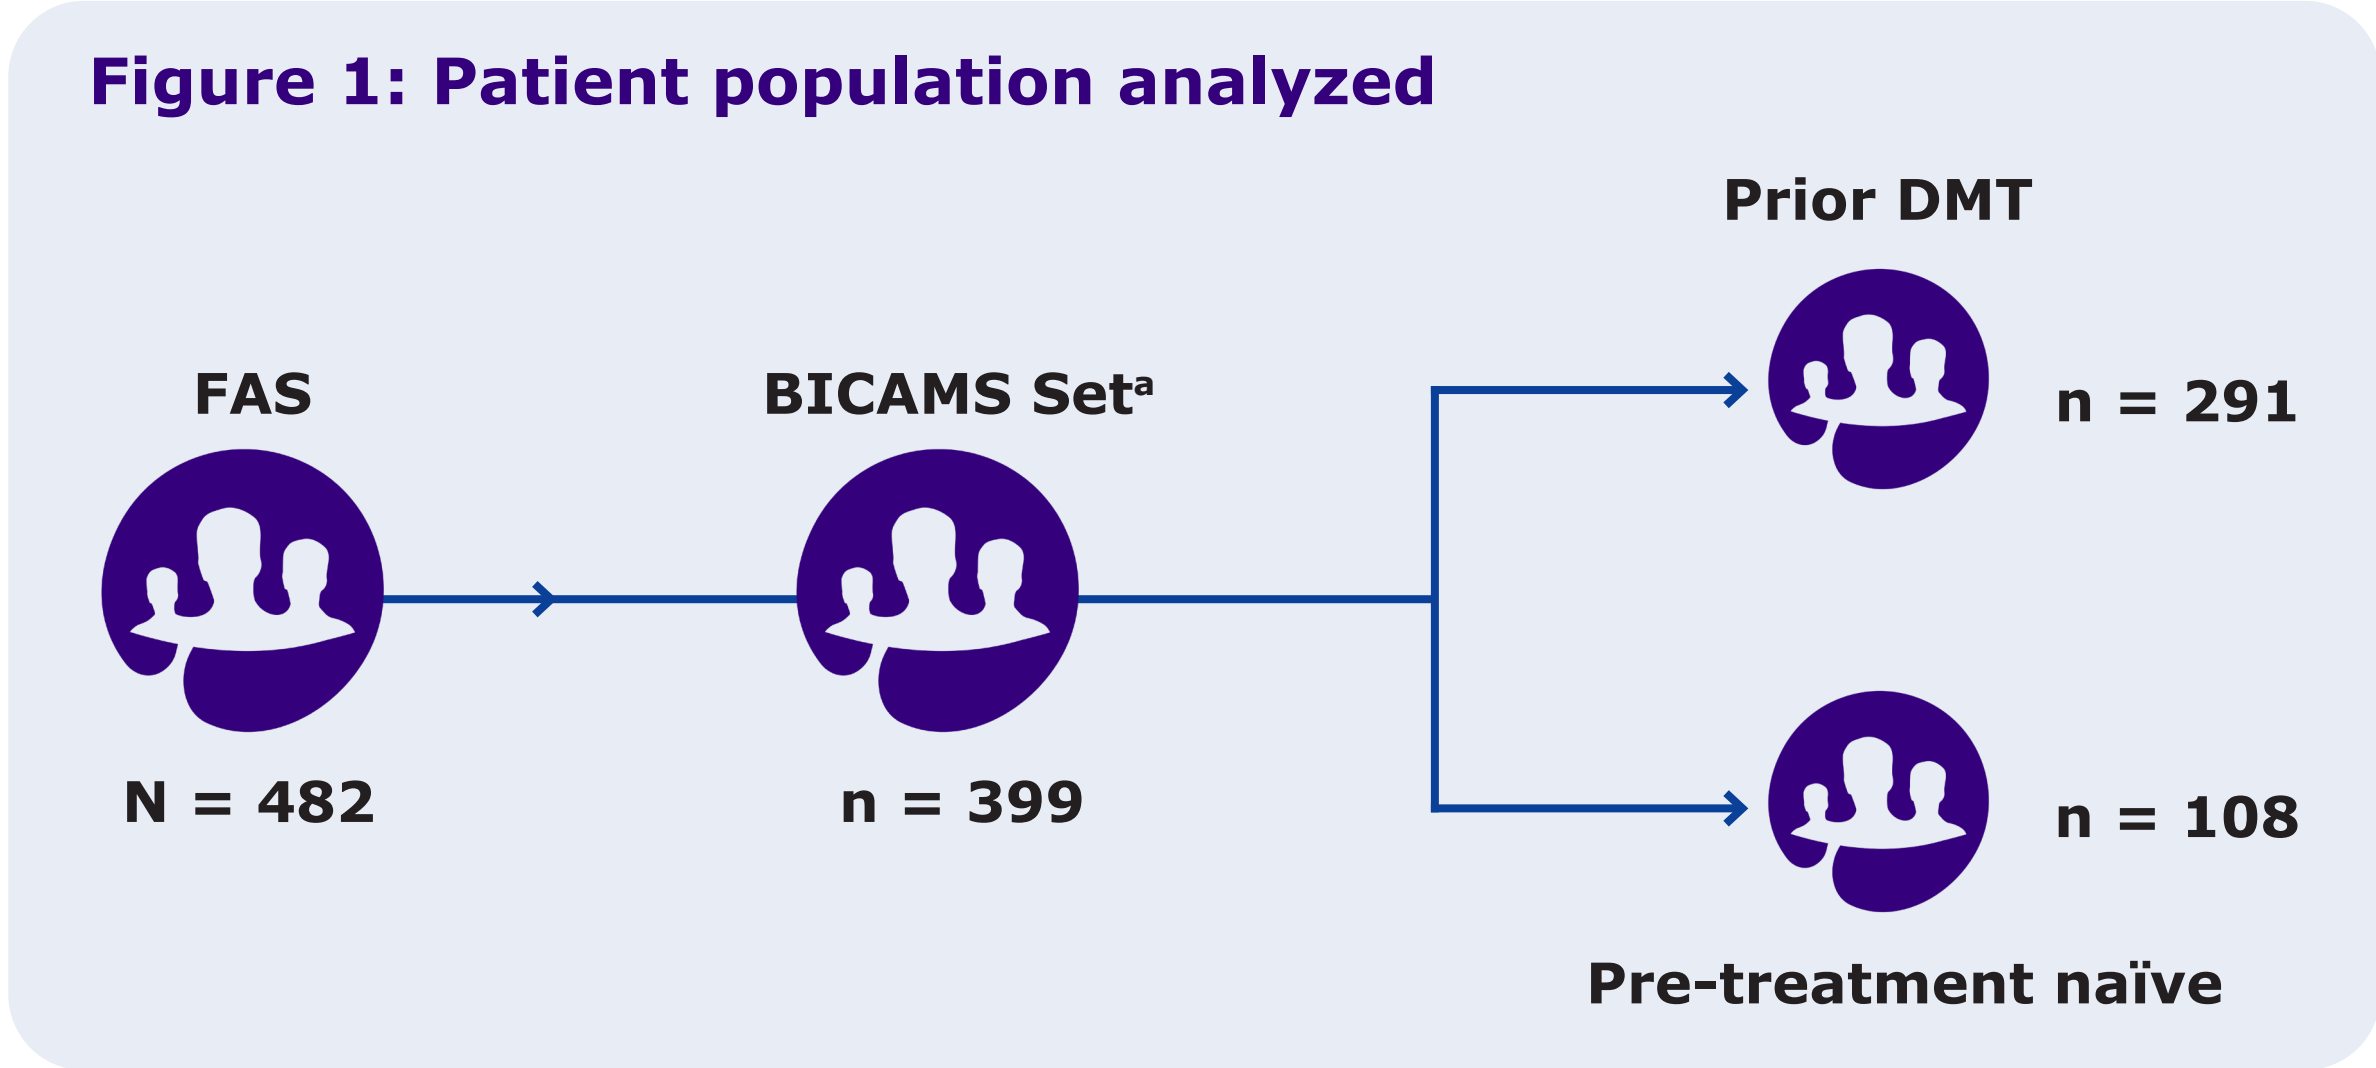 Figure 1: Patient population analyzed
FAS
N = 482
BICAMS Setᵃ
n = 399
Prior DMT
n = 291
n = 108
Pre-treatment naïve